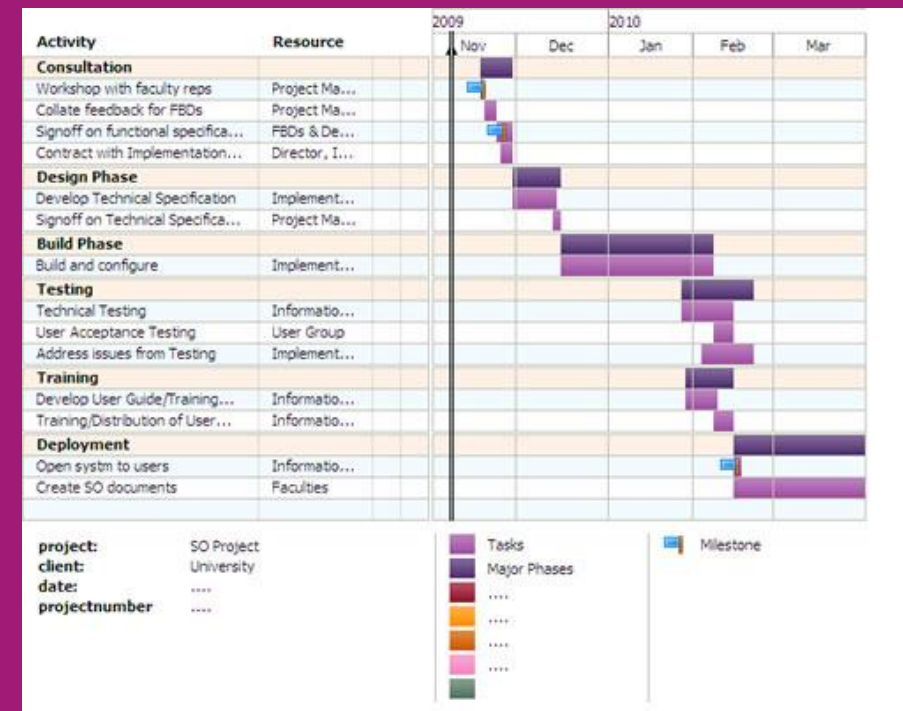 2009 2010
Activity Resource Nov Dec Jan Feb Mar
Consultation
Workshop with faculty reps Project Ma...
Collate feedback for FBDs Project Ma...
Signoff on functional specifica... FBDs & De...
Contract with Implementation... Director, I...
Design Phase
Develop Technical Specification Implement...
Signoff on Technical Specifica... Project Ma...
Build Phase
Build and configure Implement...
Testing
Technical Testing Informatio...
User Acceptance Testing User Group
Address issues from Testing Implement...
Training
Develop User Guide/Training... Informatio...
Training/Distribution of User... Informatio...
Deployment
Open systm to users Informatio...
Create SO documents Faculties
project: SO Project Tasks Milestone
client: University Major Phases
date: .... ....
projectnumber .... ....
....
....